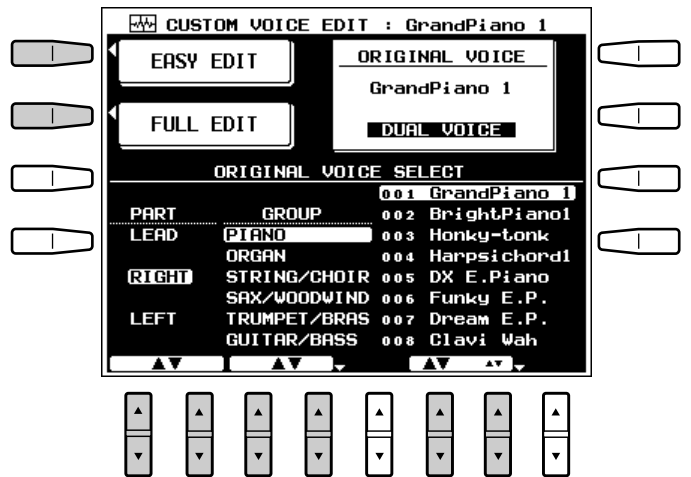 CUSTOM VOICE EDIT : GrandPiano 1
EASY EDIT
ORIGINAL VOICE
GrandPiano 1
FULL EDIT
DUAL VOICE
ORIGINAL VOICE SELECT
001 GrandPiano 1
PART GROUP 002 BrightPiano1
LEAD PIANO 003 Honky-tonk
ORGAN 004 Harpsichord1
RIGHT STRING/CHOIR 005 DX E.Piano
SAX/WOODWIND 006 Funky E.P.
LEFT TRUMPET/BRAS 007 Dream E.P.
GUITAR/BASS 008 Clavi Wah